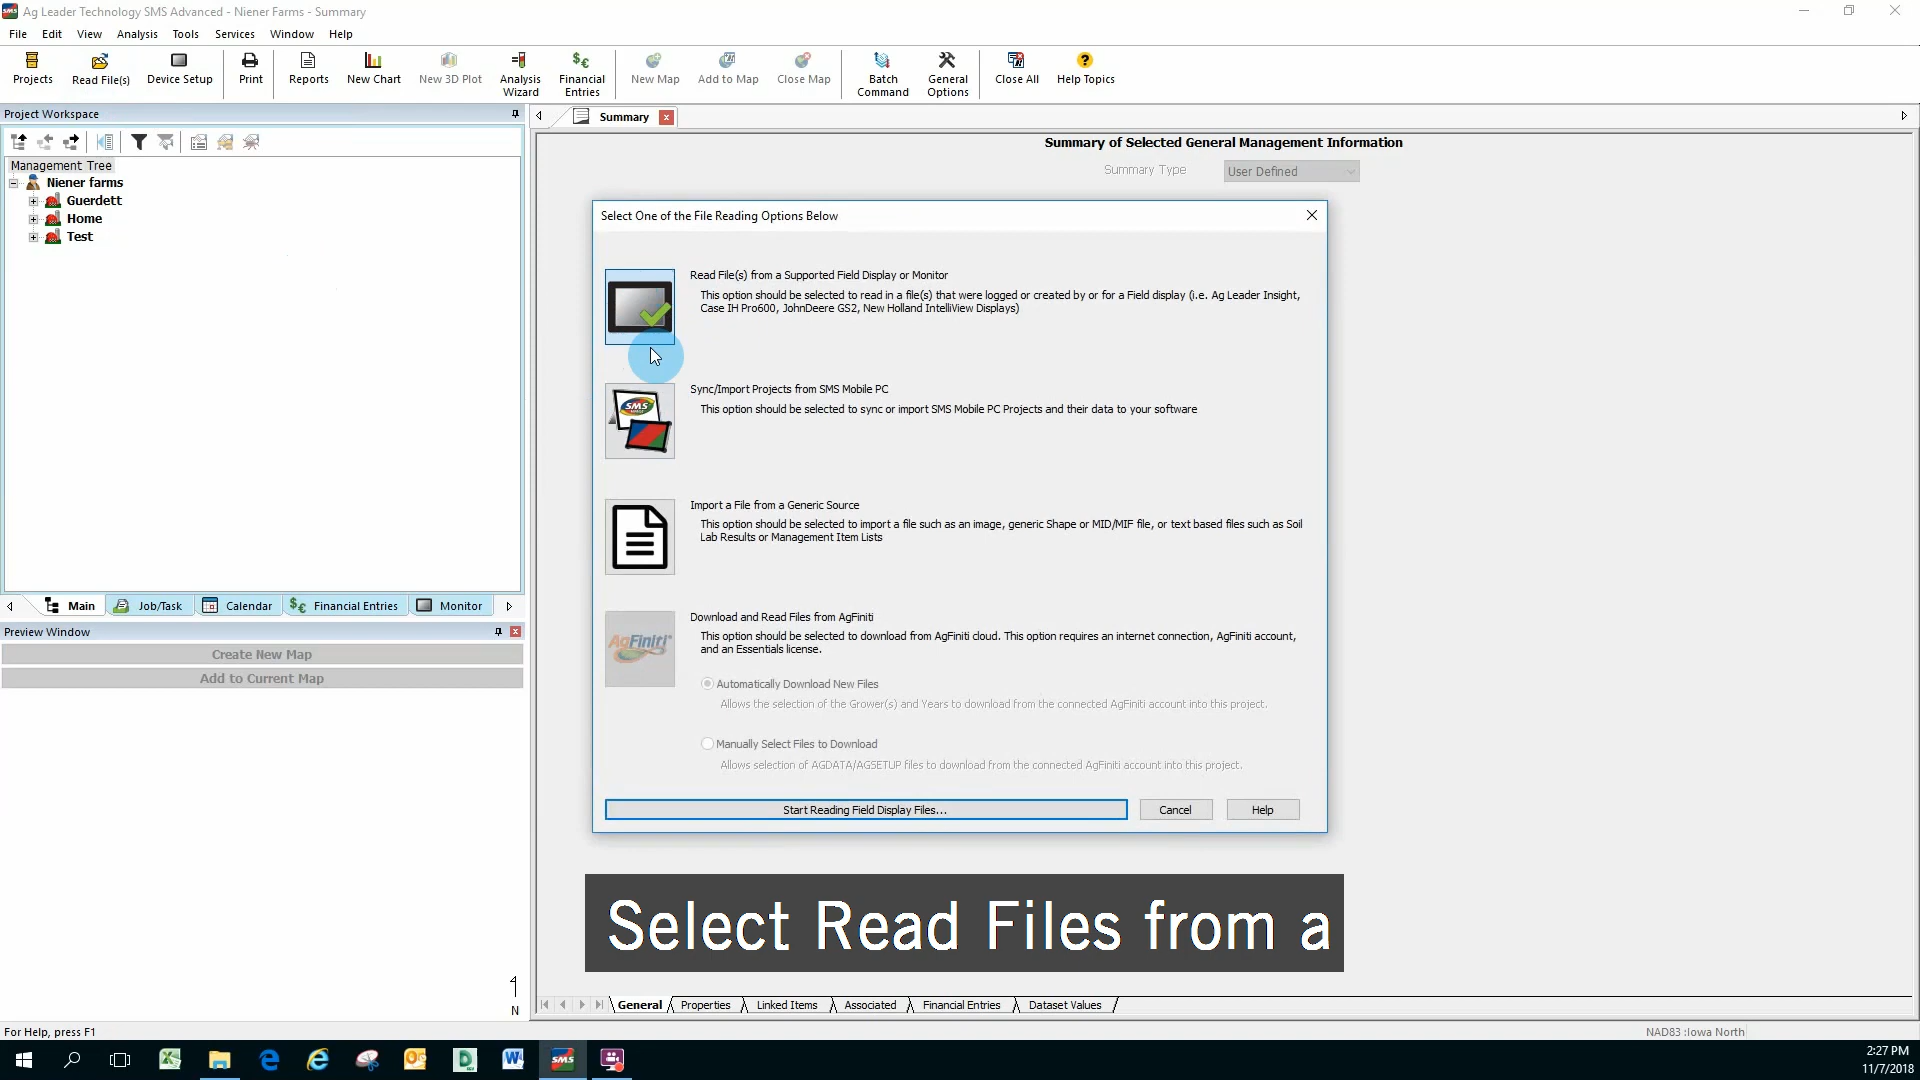 Ag Leader Technology SMS Advanced - Niener Farms - Summary
File Edit View Analysis Tools Services Window Help
Projects Read File(s) Device Setup Print Reports New Chart New 3D Plot Analysis Wizard Financial Entries New Map Add to Map Close Map Batch Command General Options Close All Help Topics
Project Workspace
Management Tree
Niener farms
Guerdett
Home
Test
Main Job/Task Calendar Financial Entries Monitor
Preview Window
Create New Map
Add to Current Map
N
Summary
Summary of Selected General Management Information
Summary Type User Defined
Select One of the File Reading Options Below
Read File(s) from a Supported Field Display or Monitor
This option should be selected to read in a file(s) that were logged or created by or for a Field display (i.e. Ag Leader Insight,
Case IH Pro600, JohnDeere GS2, New Holland IntelliView Displays)
SMS
Sync/Import Projects from SMS Mobile PC
This option should be selected to sync or import SMS Mobile PC Projects and their data to your software
Import a File from a Generic Source
This option should be selected to import a file such as an image, generic Shape or MID/MIF file, or text based files such as Soil
Lab Results or Management Item Lists
AgFiniti
Download and Read Files from AgFiniti
This option should be selected to download from AgFiniti cloud. This option requires an internet connection, AgFiniti account,
and an Essentials license.
Automatically Download New Files
Allows the selection of the Grower(s) and Years to download from the connected AgFiniti account into this project.
Manually Select Files to Download
Allows selection of AGDATA/AGSETUP files to download from the connected AgFiniti account into this project.
Start Reading Field Display Files... Cancel Help
Select Read Files from a
General Properties Linked Items Associated Financial Entries Dataset Values
For Help, press F1
NAD83 :Iowa North
SMS
2:27 PM
11/7/2018